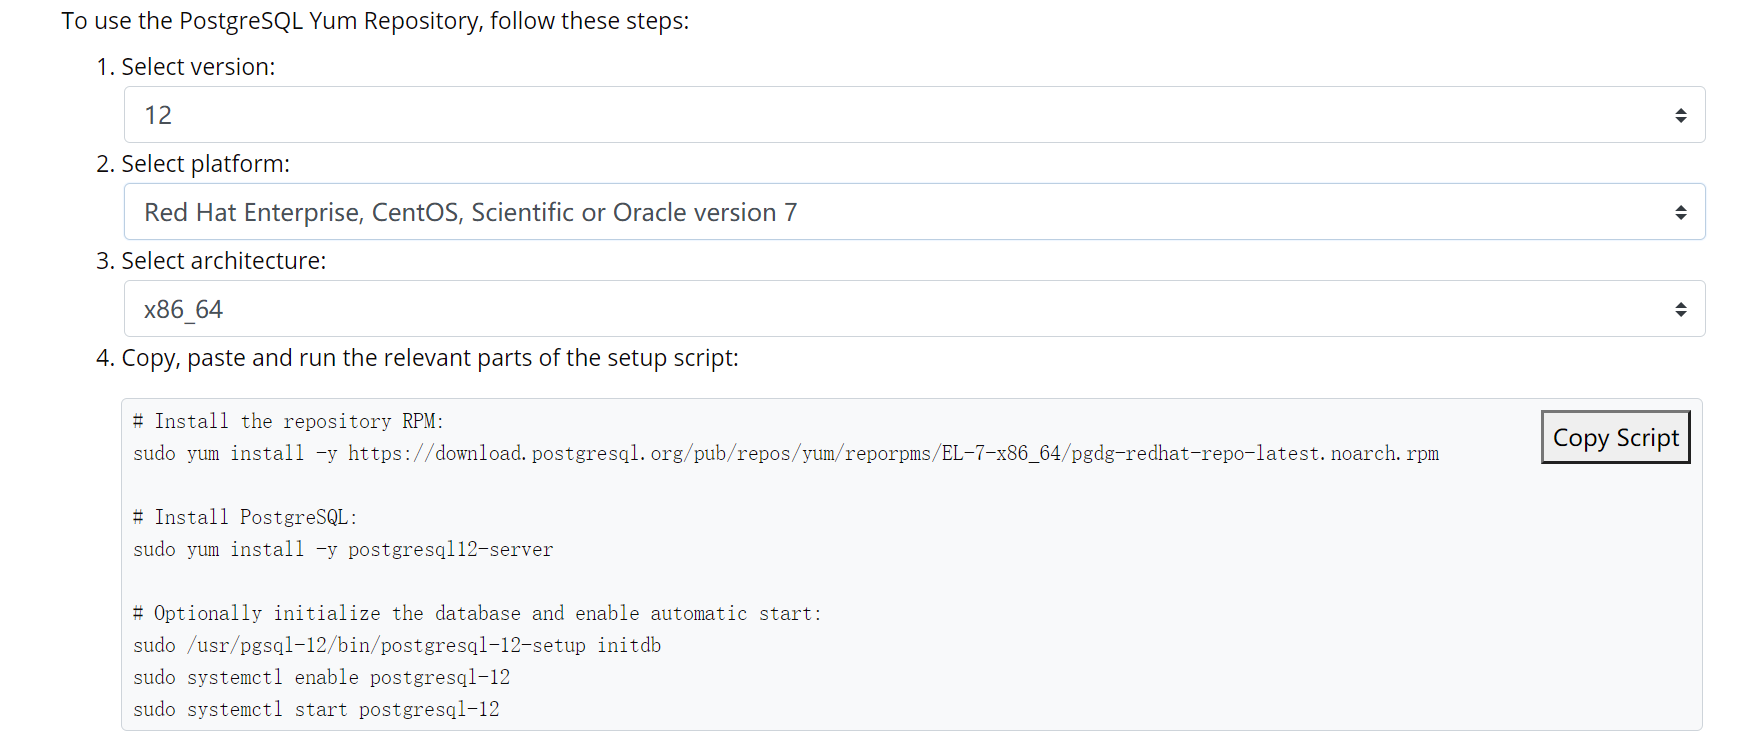 To use the PostgreSQL Yum Repository, follow these steps:
1. Select version:
12
2. Select platform:
Red Hat Enterprise, CentOS, Scientific or Oracle version 7
3. Select architecture:
x86_64
4. Copy, paste and run the relevant parts of the setup script:
Copy Script
# Install the repository RPM:
sudo yum install -y https://download.postgresql.org/pub/repos/yum/reporpms/EL-7-x86_64/pgdg-redhat-repo-latest.noarch.rpm
# Install PostgreSQL:
sudo yum install -y postgresql12-server
# Optionally initialize the database and enable automatic start:
sudo /usr/pgsql-12/bin/postgresql-12-setup initdb
sudo systemctl enable postgresql-12
sudo systemctl start postgresql-12